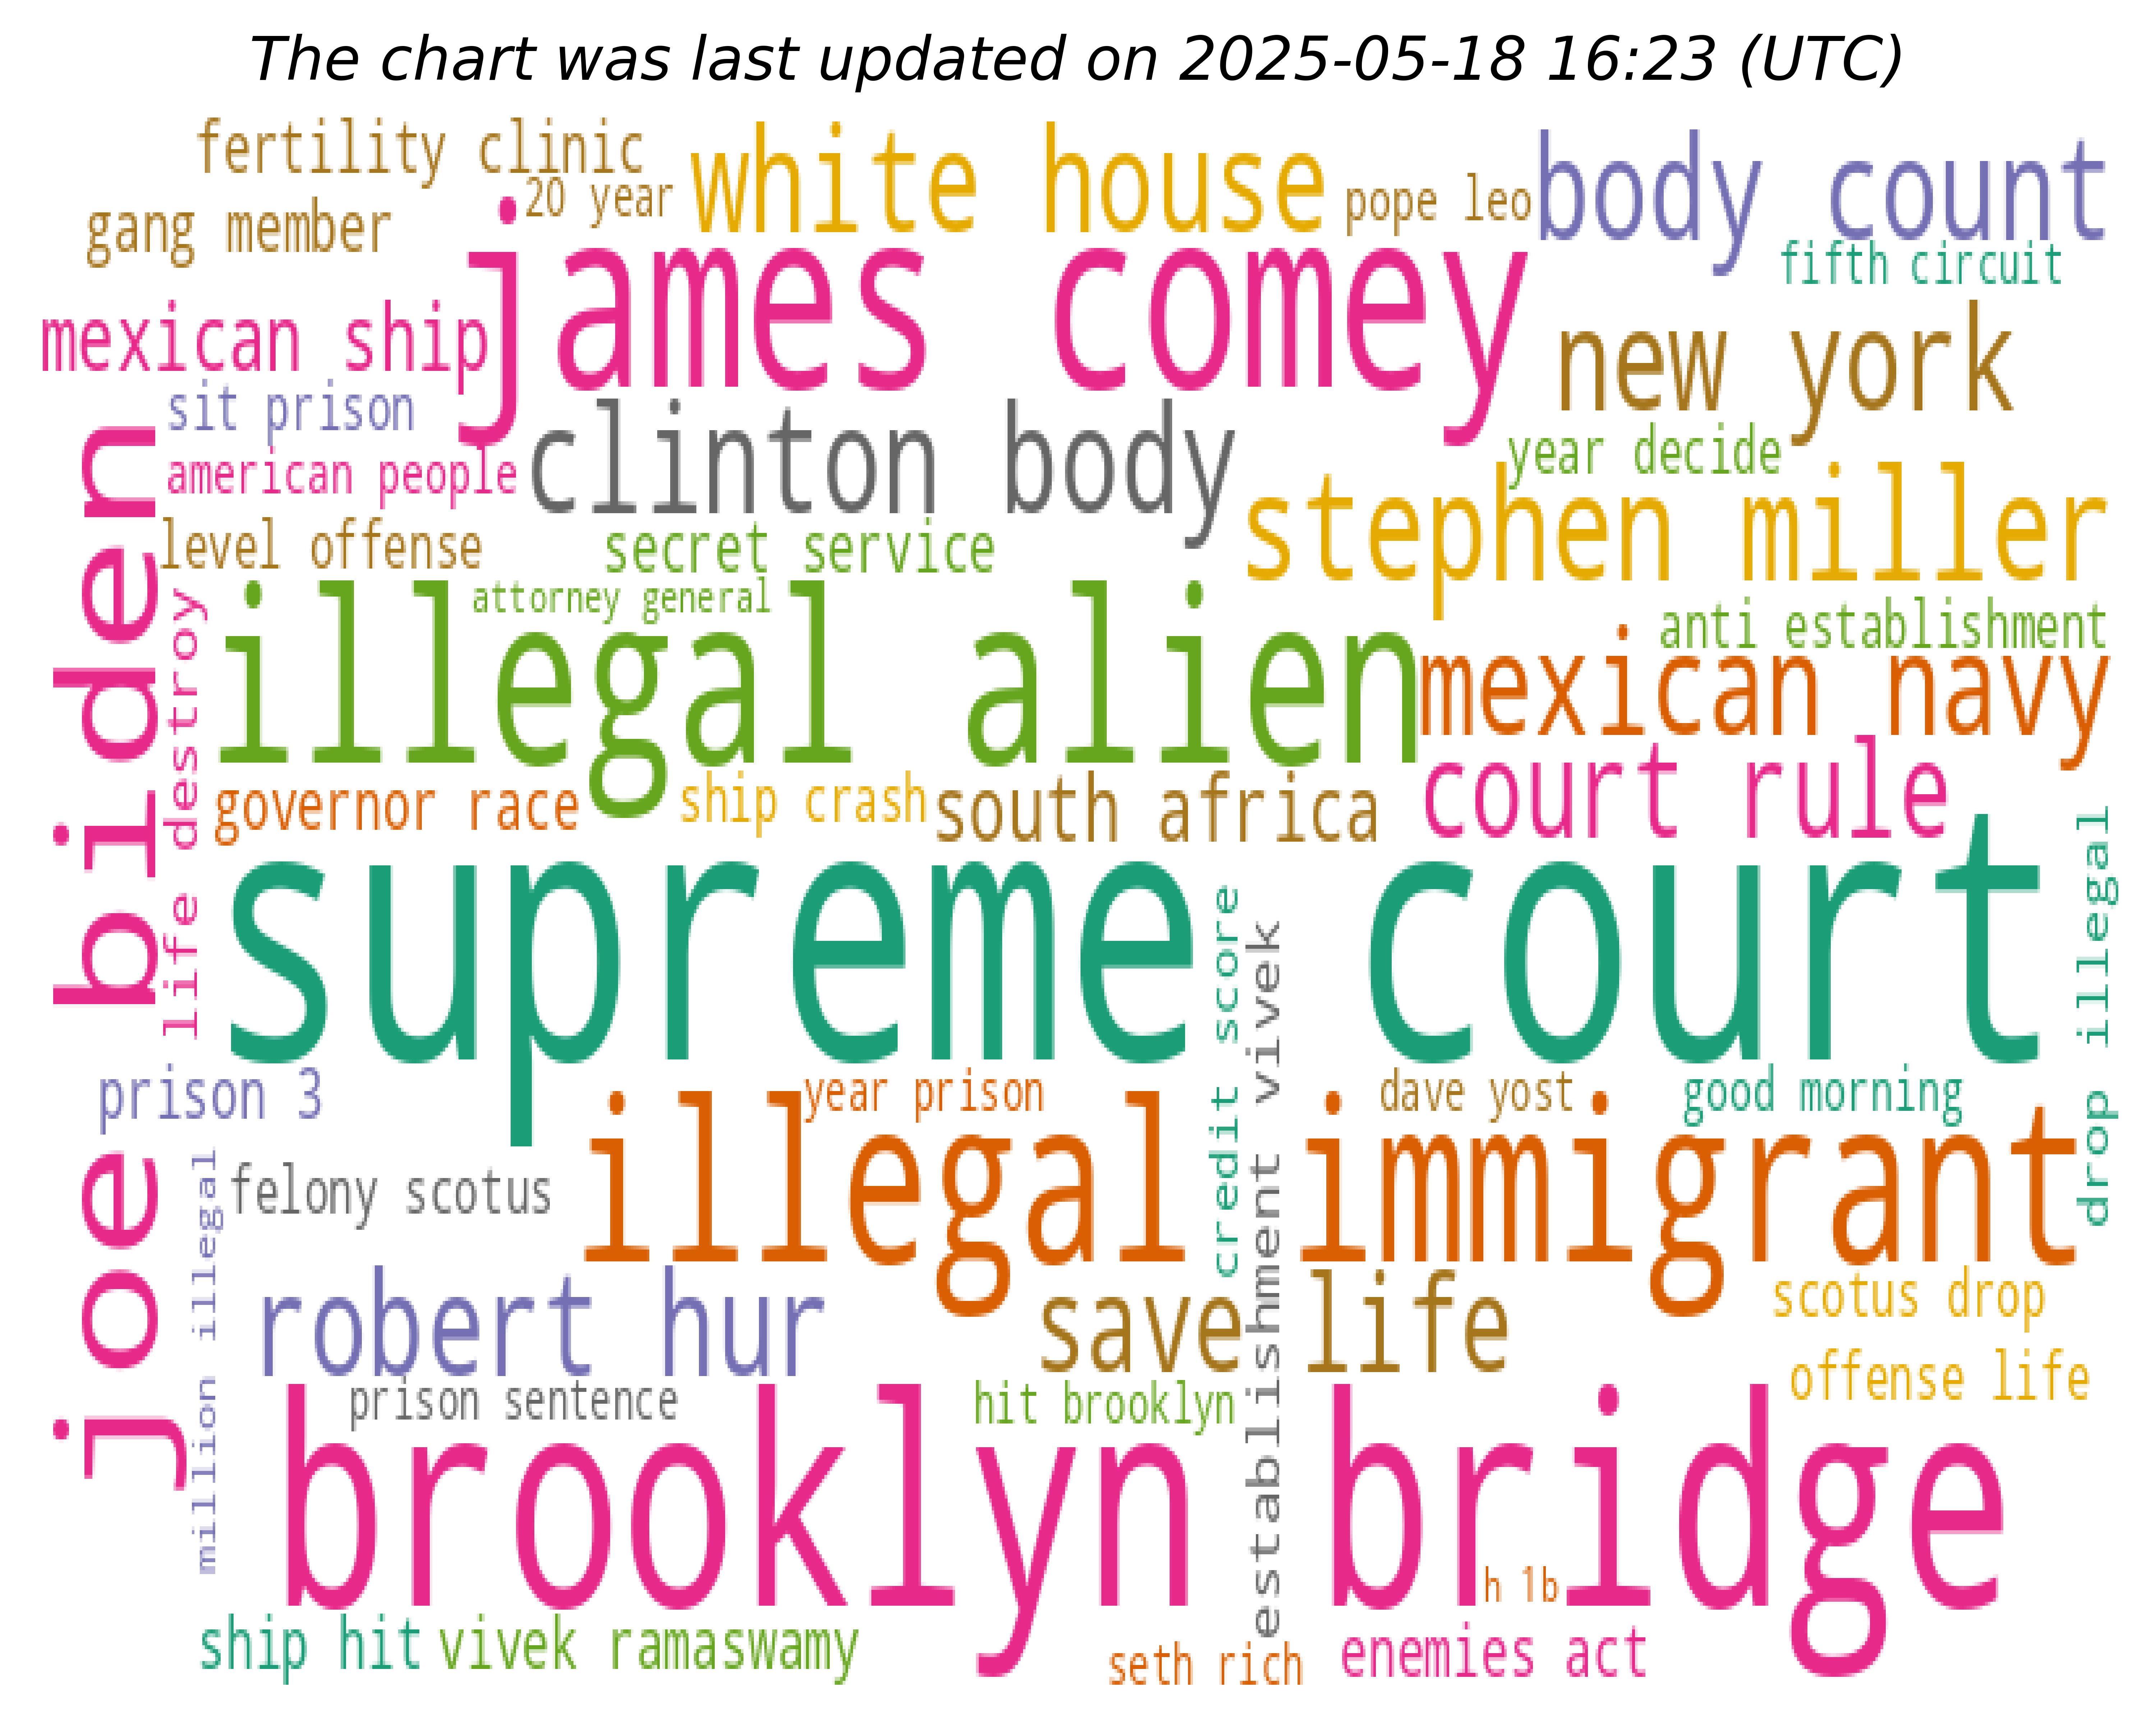 The chart was last updated on 2025-05-18 16:23 (UTC)
fertility clinic
20 year
white house
pope leo
body count
gang member
james comey
fifth circuit
mexican ship
new york
sit prison
clinton body
year decide
american people
stephen miller
level offense
secret service
joe biden
life destroy
illegal alien
attorney general
anti establishment
mexican navy
governor race
ship crash
south africa
court rule
supreme court
credit score
establishment vivek
drop illegal
prison 3
year prison
dave yost
good morning
illegal immigrant
million illegal
felony scotus
robert hur
save life
scotus drop
offense life
prison sentence
hit brooklyn
brooklyn bridge
h 1b
ship hit
vivek ramaswamy
seth rich
enemies act